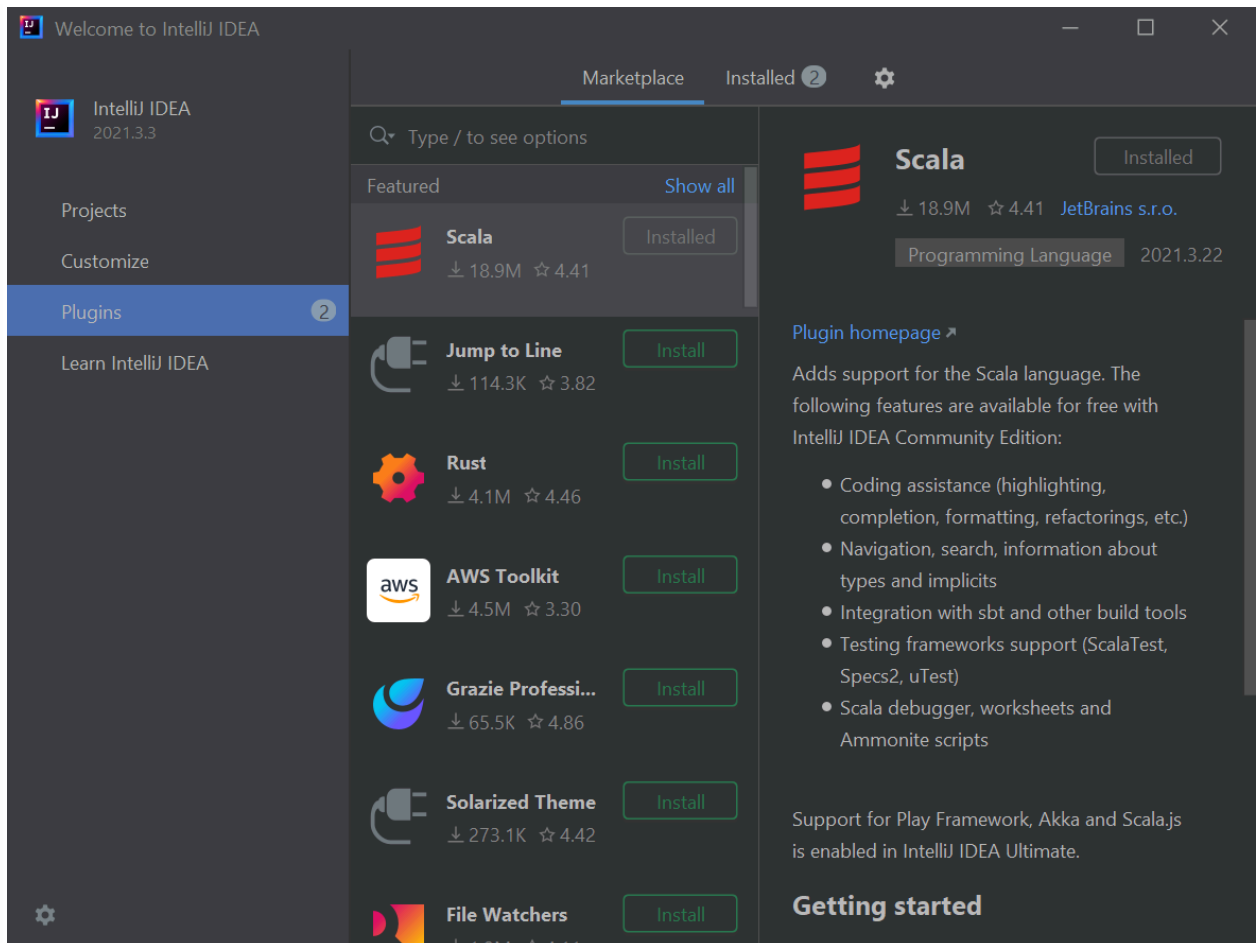 Welcome to IntelliJ IDEA
IntelliJ IDEA
2021.3.3
Projects
Customize
Plugins 2
Learn IntelliJ IDEA
Marketplace Installed 2
Type / to see options
Featured Show all
Scala Installed
18.9M 4.41
Jump to Line Install
114.3K 3.82
Rust Install
4.1M 4.46
aws
AWS Toolkit Install
4.5M 3.30
Grazie Professi... Install
65.5K 4.86
Solarized Theme Install
273.1K 4.42
File Watchers Install
Scala Installed
18.9M 4.41 JetBrains s.r.o.
Programming Language 2021.3.22
Plugin homepage
Adds support for the Scala language. The
following features are available for free with
IntelliJ IDEA Community Edition:
Coding assistance (highlighting,
completion, formatting, refactorings, etc.)
Navigation, search, information about
types and implicits
Integration with sbt and other build tools
Testing frameworks support (ScalaTest,
Specs2, uTest)
Scala debugger, worksheets and
Ammonite scripts
Support for Play Framework, Akka and Scala.js
is enabled in IntelliJ IDEA Ultimate.
Getting started